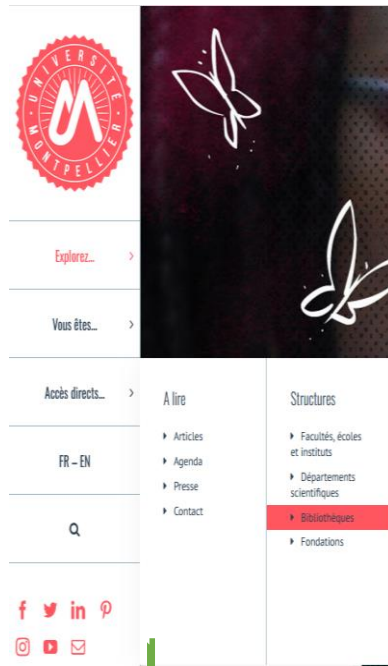 UNIVERSITÉ
MONTPELLIER
Explorez...
Vous êtes...
Accès directs...
FR – EN
A lire
Articles
Agenda
Presse
Contact
Structures
Facultés, écoles
et instituts
Départements
scientifiques
Bibliothèques
Fondations